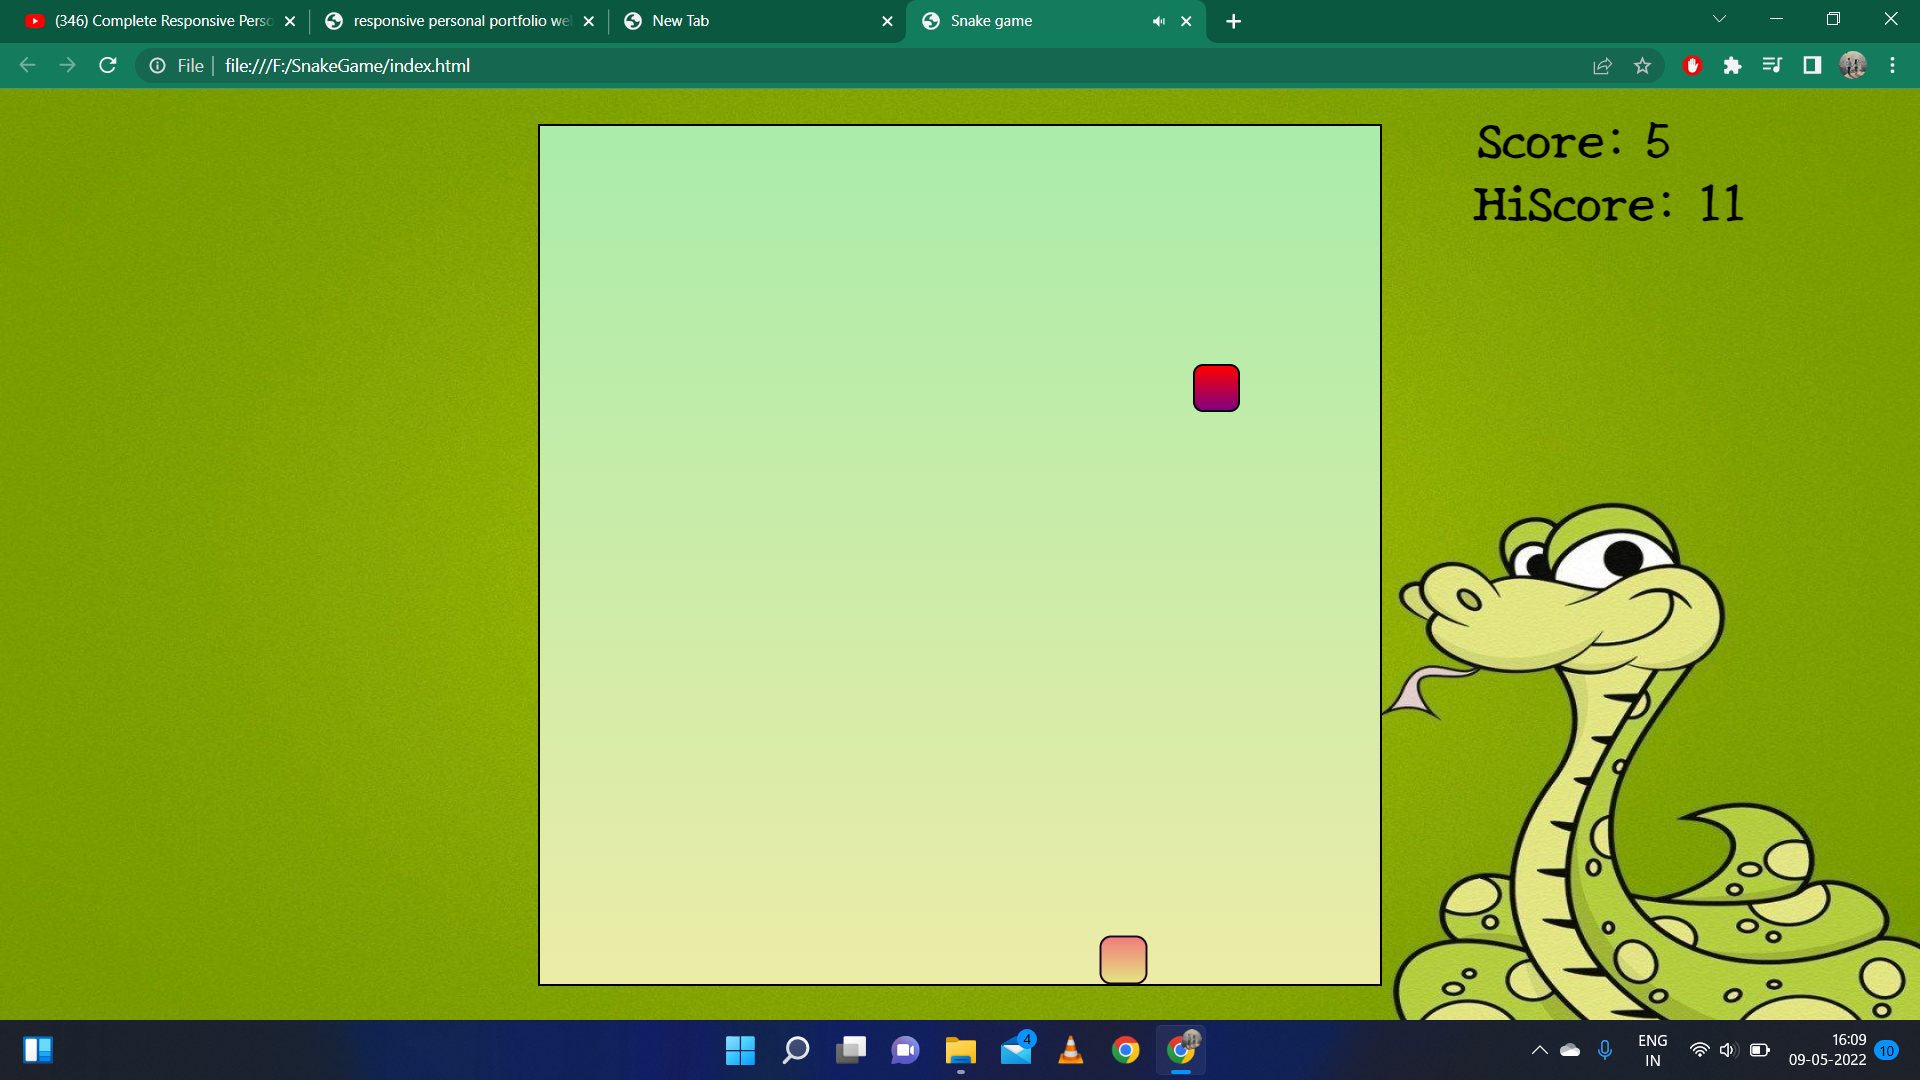 (346) Complete Responsive Perso
responsive personal portfolio we
New Tab
Snake game
File
file:///F:/SnakeGame/index.html
Score: 5
HiScore: 11
4
ENG
IN
16:09
09-05-2022
10